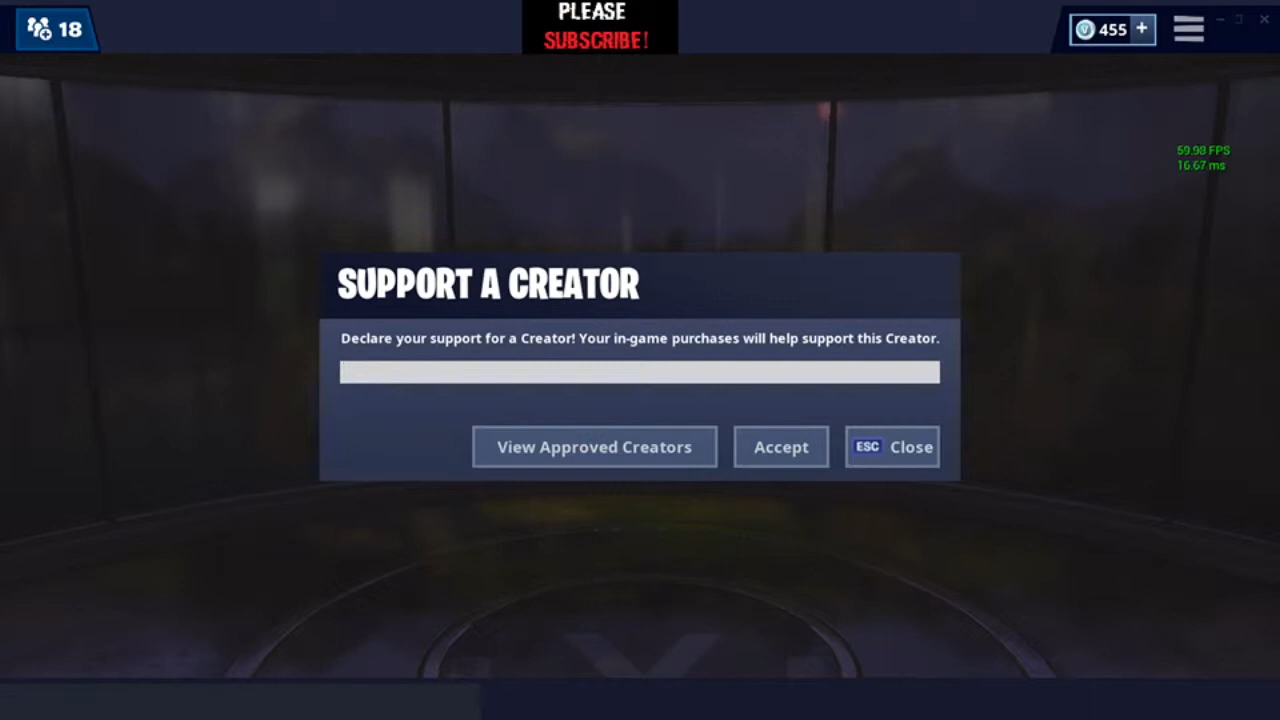 18
PLEASE
SUBSCRIBE!
455 +
59.98 FPS
16.67 ms
SUPPORT A CREATOR
Declare your support for a Creator! Your in-game purchases will help support this Creator.
View Approved Creators
Accept
ESC Close